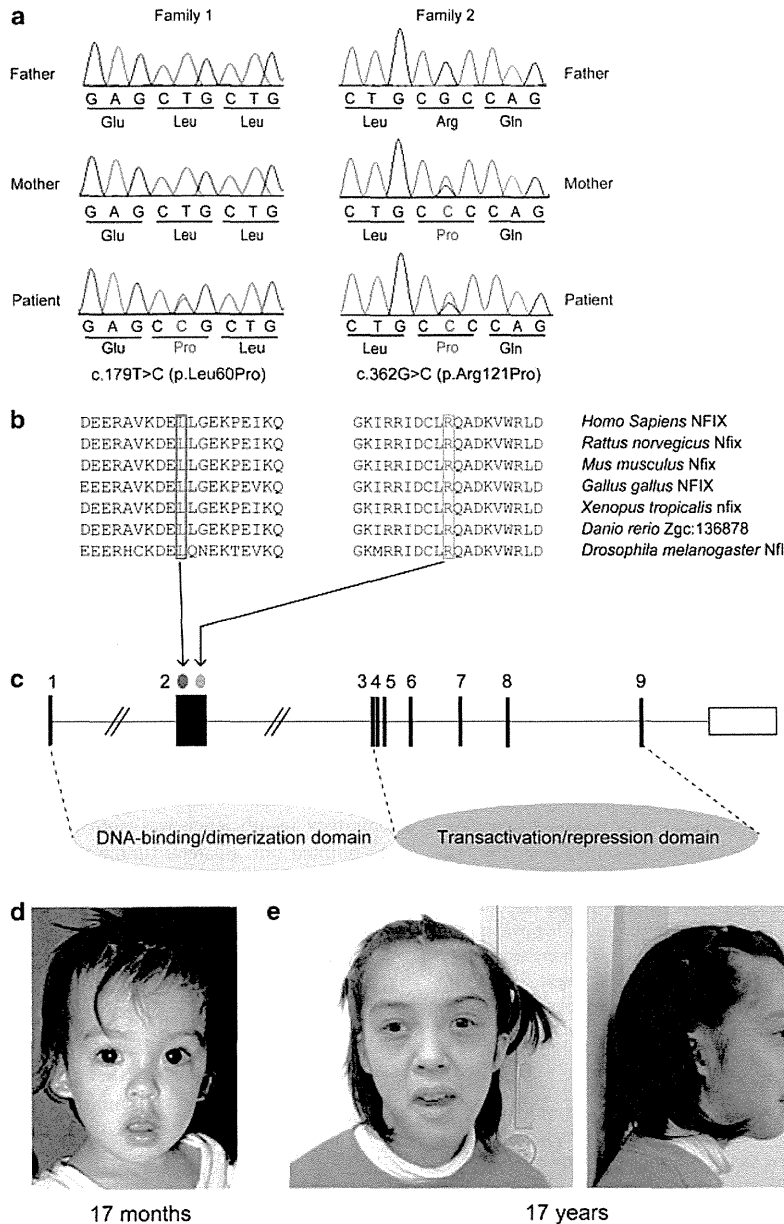 a
Family 1
Family 2
Father
G A G C T G C T G
Glu Leu Leu
C T G C G C C A G
Leu Arg Gln
Father
Mother
G A G C T G C T G
Glu Leu Leu
C T G C C C C A G
Leu Pro Gln
Mother
Patient
G A G C C G C T G
Glu Pro Leu
C T G C C C C A G
Leu Pro Gln
Patient
c.179T>C (p.Leu60Pro)
c.362G>C (p.Arg121Pro)
b
DEERAVKDELLGEKPEIKQ GKIRRIDCLRQADKVWRLD Homo Sapiens NFIX
DEERAVKDELLGEKPEIKQ GKIRRIDCLRQADKVWRLD Rattus norvegicus Nfix
DEERAVKDELLGEKPEIKQ GKIRRIDCLRQADKVWRLD Mus musculus Nfix
EEERAVKDELLGEKPEVKQ GKIRRIDCLRQADKVWRLD Gallus gallus NFIX
DEERAVKDELLGEKPEIKQ GKIRRIDCLRQADKVWRLD Xenopus tropicalis nfix
DEERAVKDELLGEKPEIKQ GKIRRIDCLRQADKVWRLD Danio rerio Zgc:136878
EEERHCKDELQNEKTEVKQ GKMRRIDCLRQADKVWRLD Drosophila melanogaster NfI
c
1 2 3 4 5 6 7 8 9
DNA-binding/dimerization domain
Transactivation/repression domain
d
e
17 months
17 years